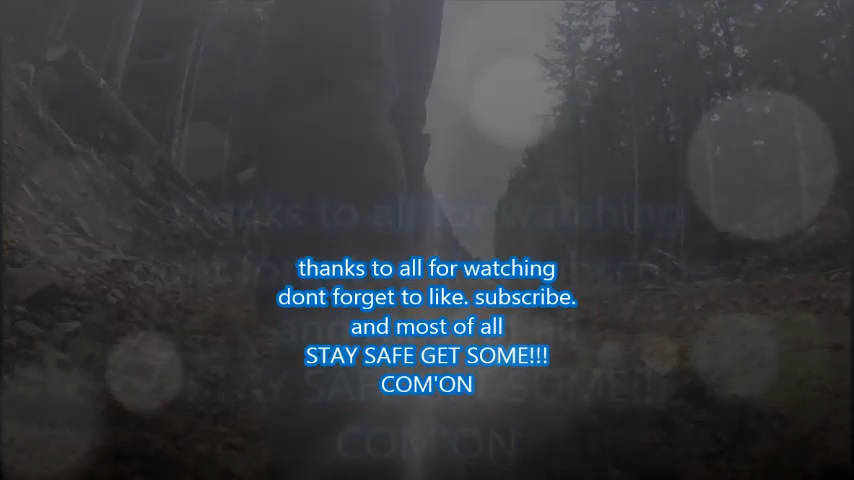 thanks to all for watching
dont forget to like. subscribe.
and most of all
STAY SAFE GET SOME!!!
COM'ON